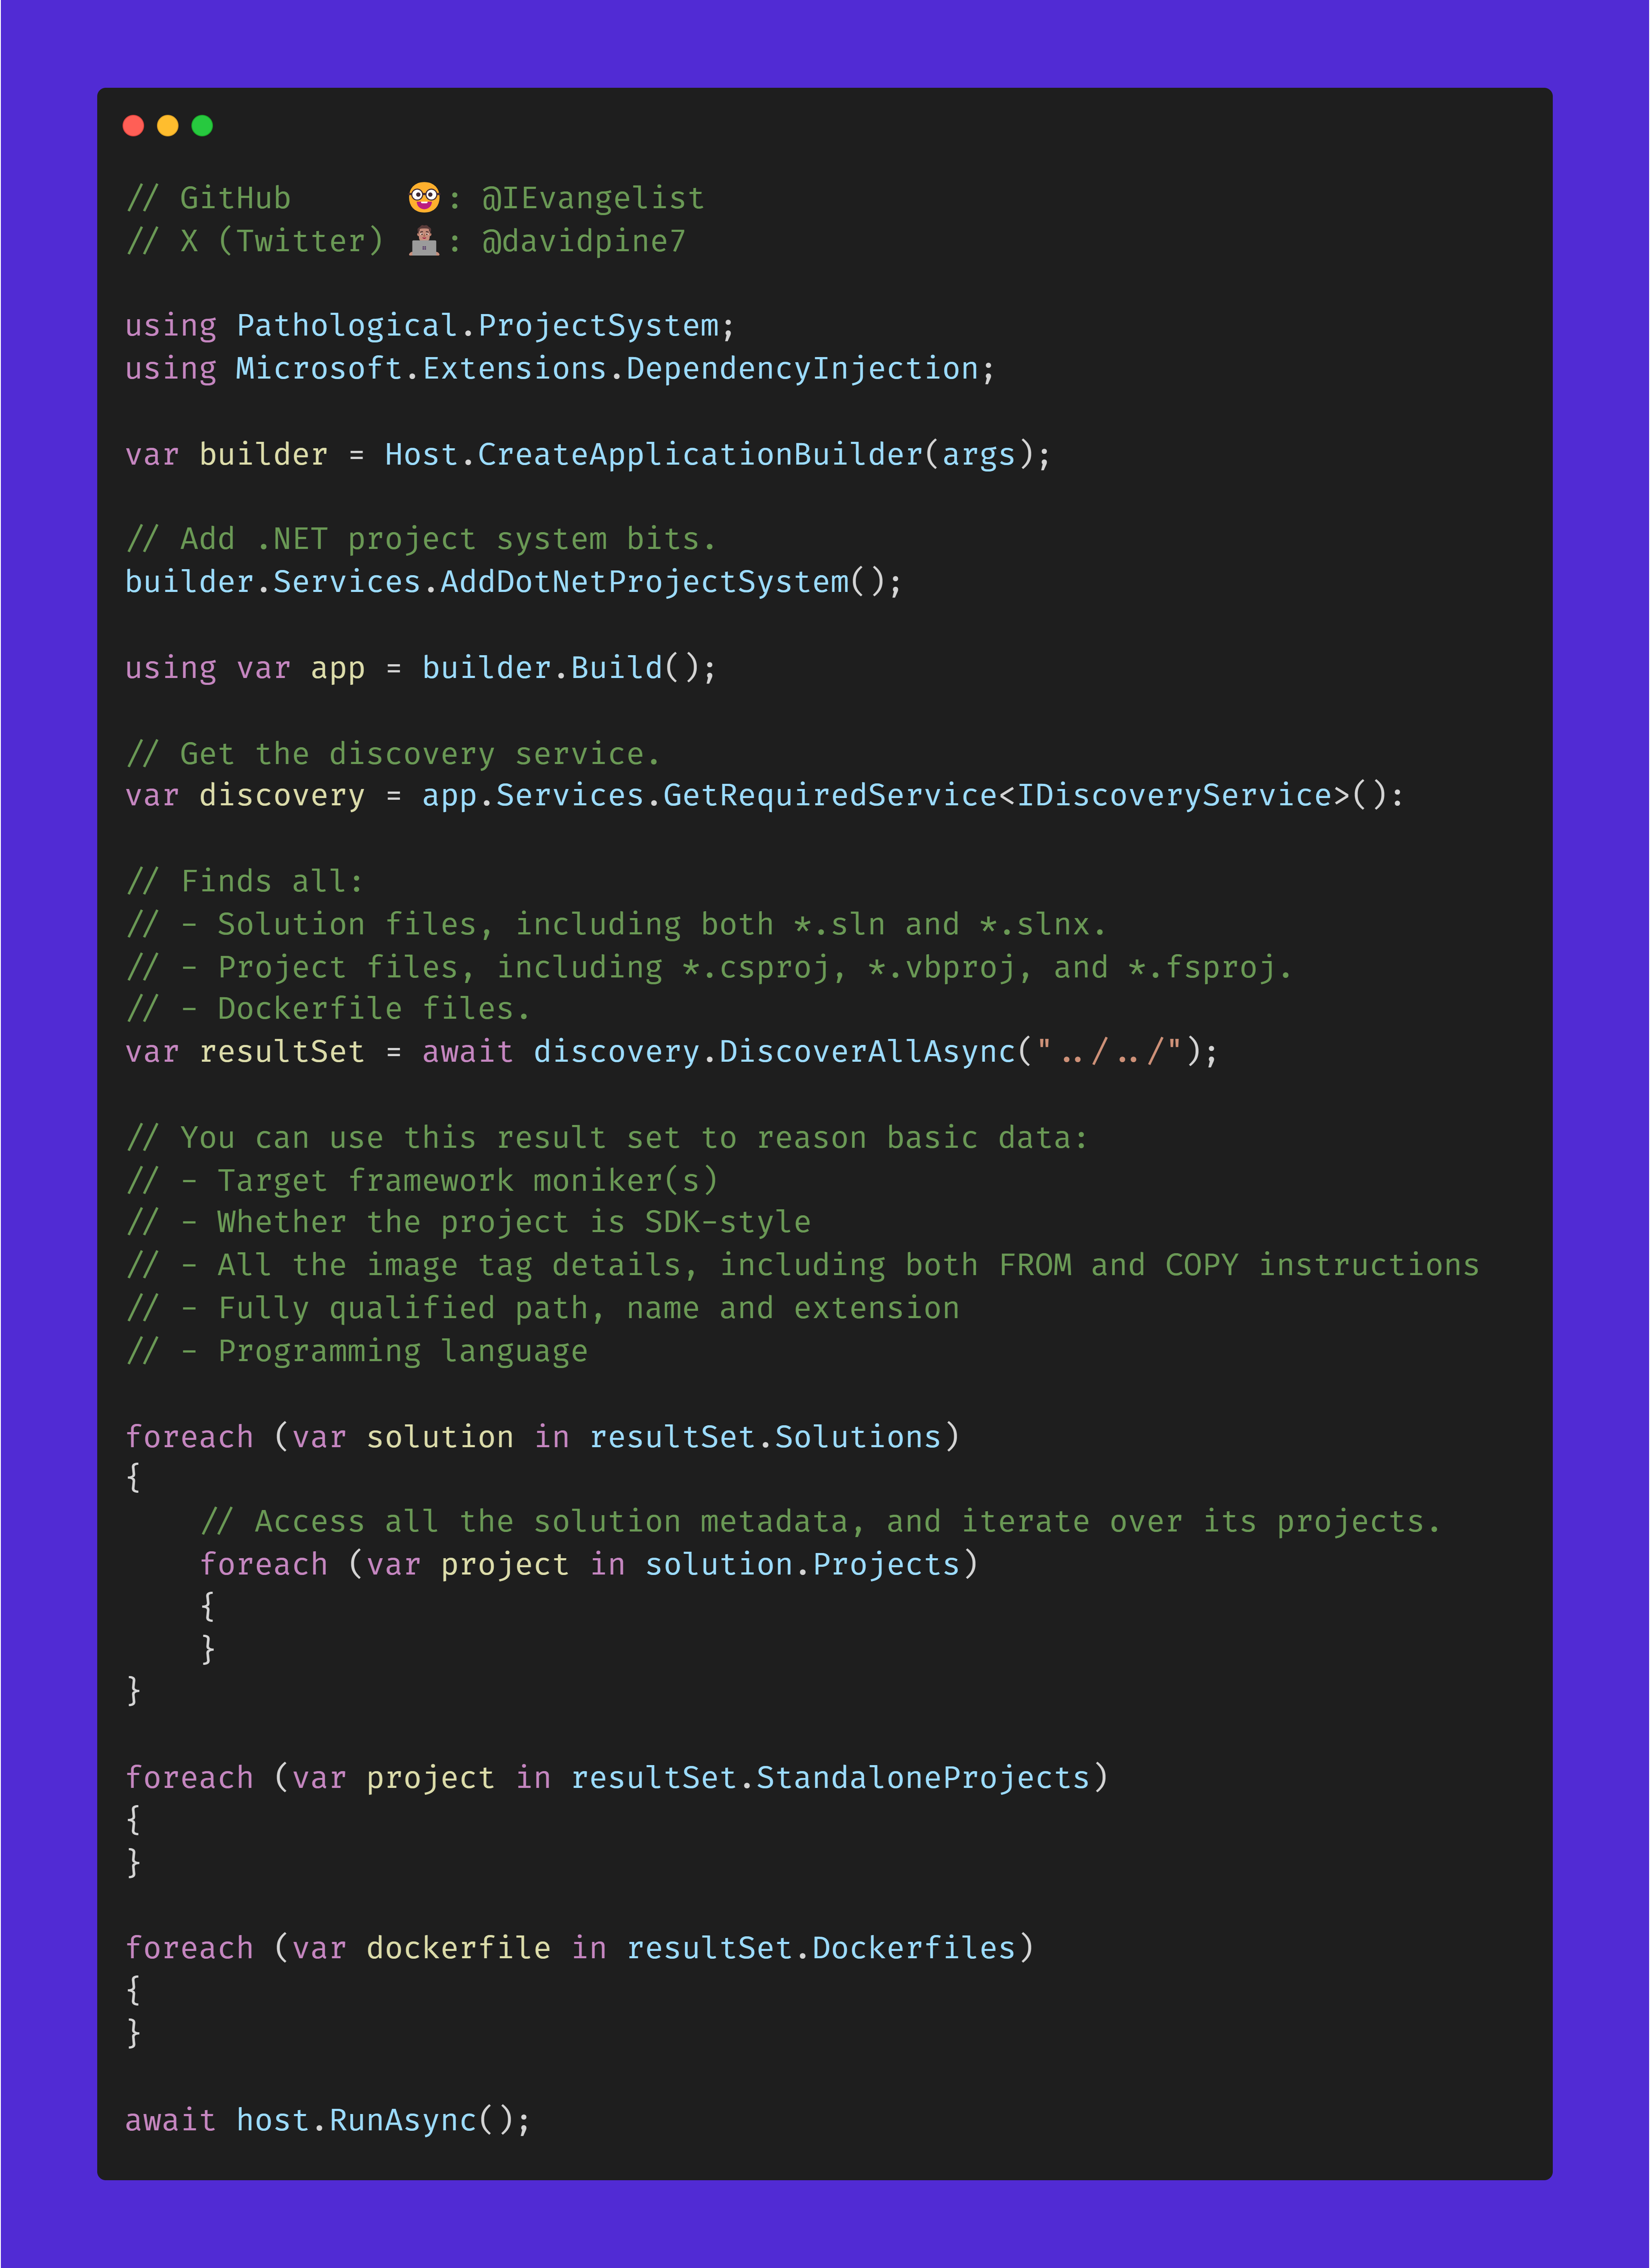 // GitHub      🤓: @IEvangelist
// X (Twitter) 👨🏽‍💻: @davidpine7

using Pathological.ProjectSystem;
using Microsoft.Extensions.DependencyInjection;

var builder = Host.CreateApplicationBuilder(args);

// Add .NET project system bits.
builder.Services.AddDotNetProjectSystem();

using var app = builder.Build();

// Get the discovery service.
var discovery = app.Services.GetRequiredService<IDiscoveryService>():

// Finds all:
// - Solution files, including both *.sln and *.slnx.
// - Project files, including *.csproj, *.vbproj, and *.fsproj.
// - Dockerfile files.
var resultSet = await discovery.DiscoverAllAsync("../../");

// You can use this result set to reason basic data:
// - Target framework moniker(s)
// - Whether the project is SDK-style
// - All the image tag details, including both FROM and COPY instructions
// - Fully qualified path, name and extension
// - Programming language

foreach (var solution in resultSet.Solutions)
{
    // Access all the solution metadata, and iterate over its projects.
    foreach (var project in solution.Projects)
    {
    }
}

foreach (var project in resultSet.StandaloneProjects)
{
}

foreach (var dockerfile in resultSet.Dockerfiles)
{
}

await host.RunAsync();